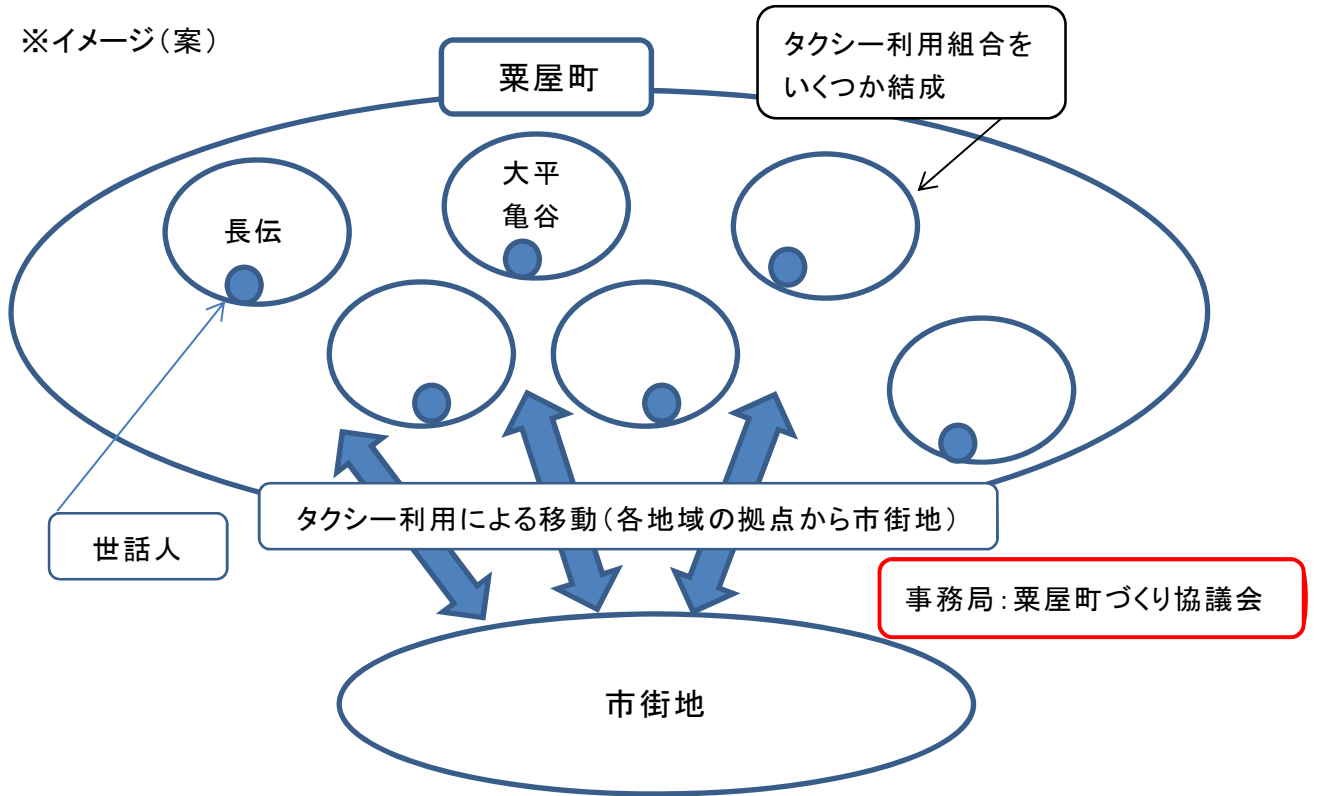 ※イメージ（案）
粟屋町
タクシー利用組合を
いくつか結成
長伝
大平
亀谷
世話人
タクシー利用による移動（各地域の拠点から市街地）
事務局：粟屋町づくり協議会
市街地